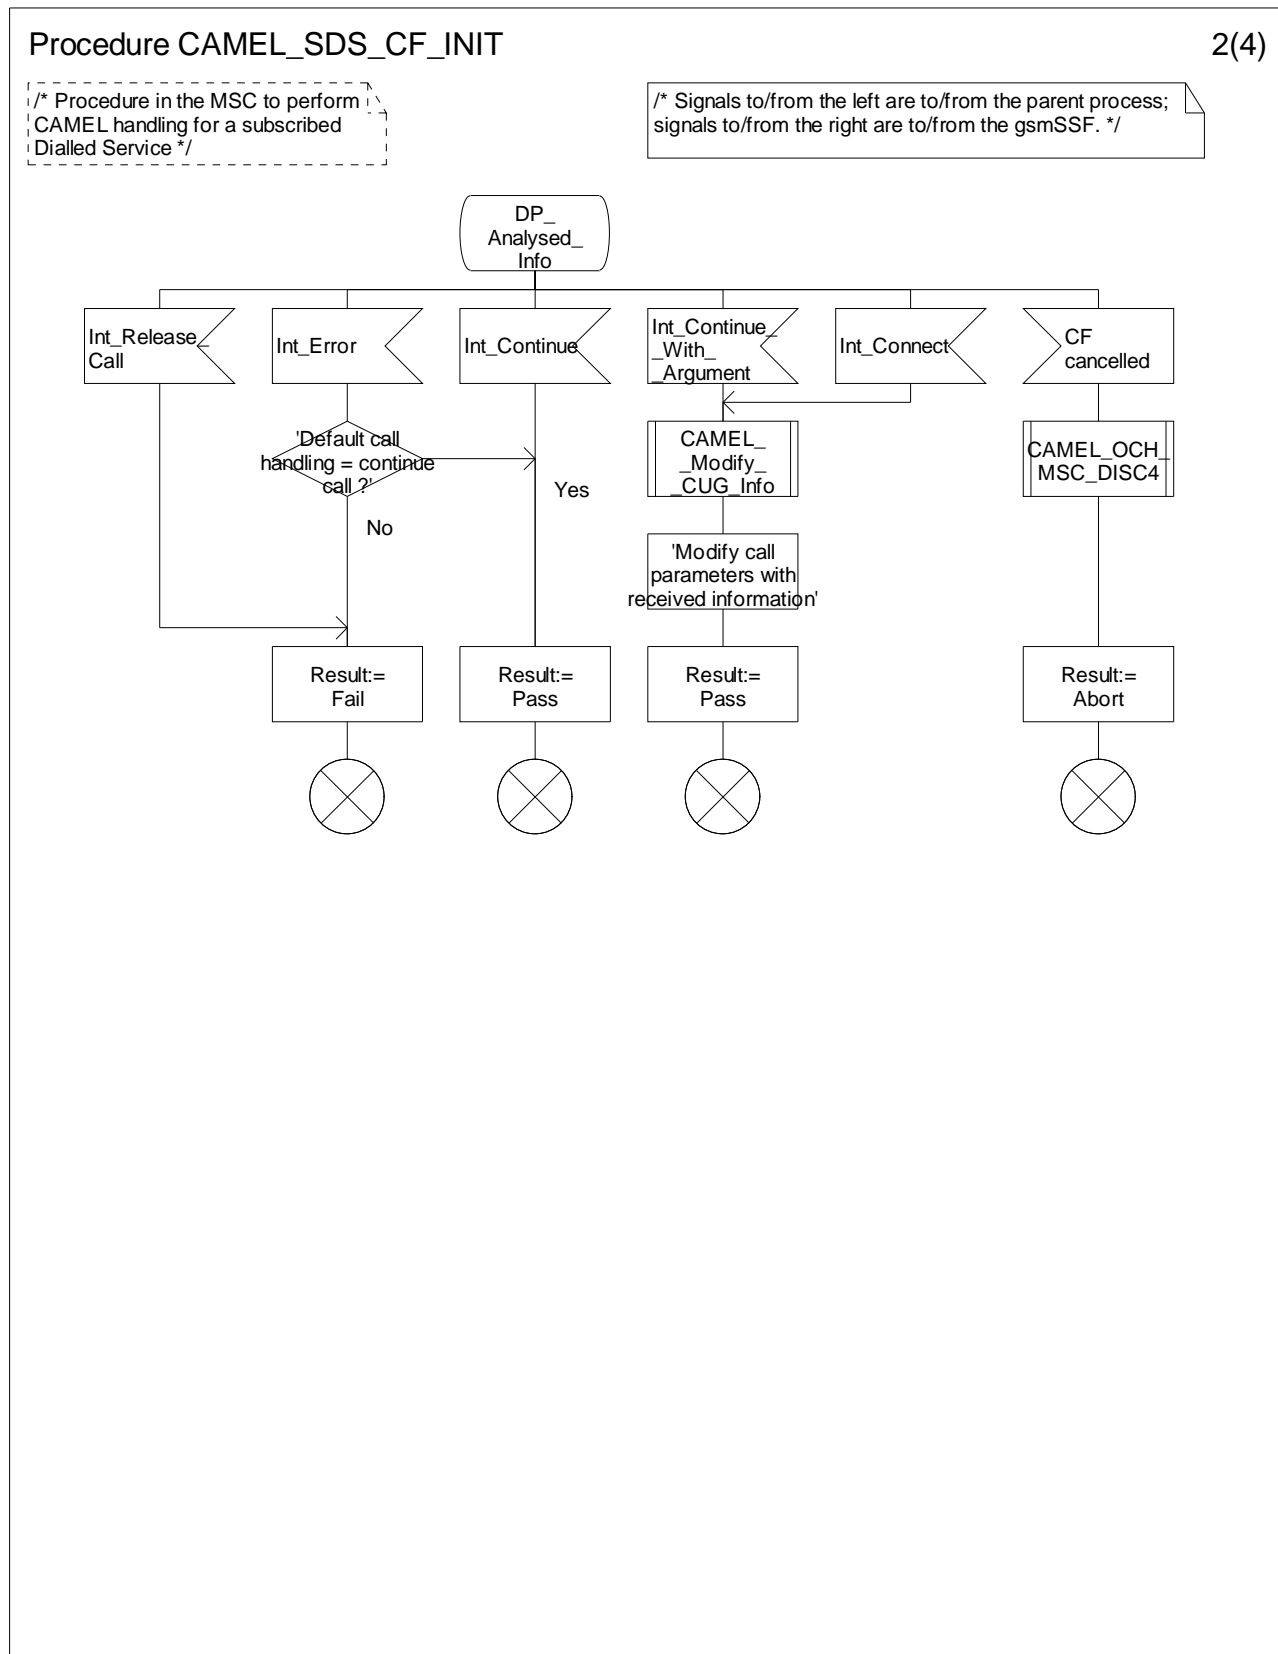 Procedure CAMEL_SDS_CF_INIT
2(4)
/* Procedure in the MSC to perform
CAMEL handling for a subscribed
Dialled Service */
/* Signals to/from the left are to/from the parent process;
signals to/from the right are to/from the gsmSSF. */
DP_
Analysed_
Info
Int_Release_
Call
Int_Error
Int_Continue
Int_Continue_
_With_
_Argument
Int_Connect
CF
cancelled
'Default call
handling = continue
call ?'
Yes
No
CAMEL_
_Modify_
_CUG_Info
CAMEL_OCH_
MSC_DISC4
'Modify call
parameters with
received information'
Result:=
Fail
Result:=
Pass
Result:=
Pass
Result:=
Abort